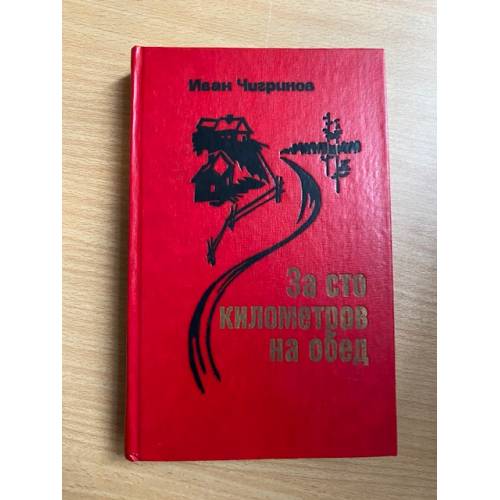 Иван Чигринов
За сто
километров
на обед